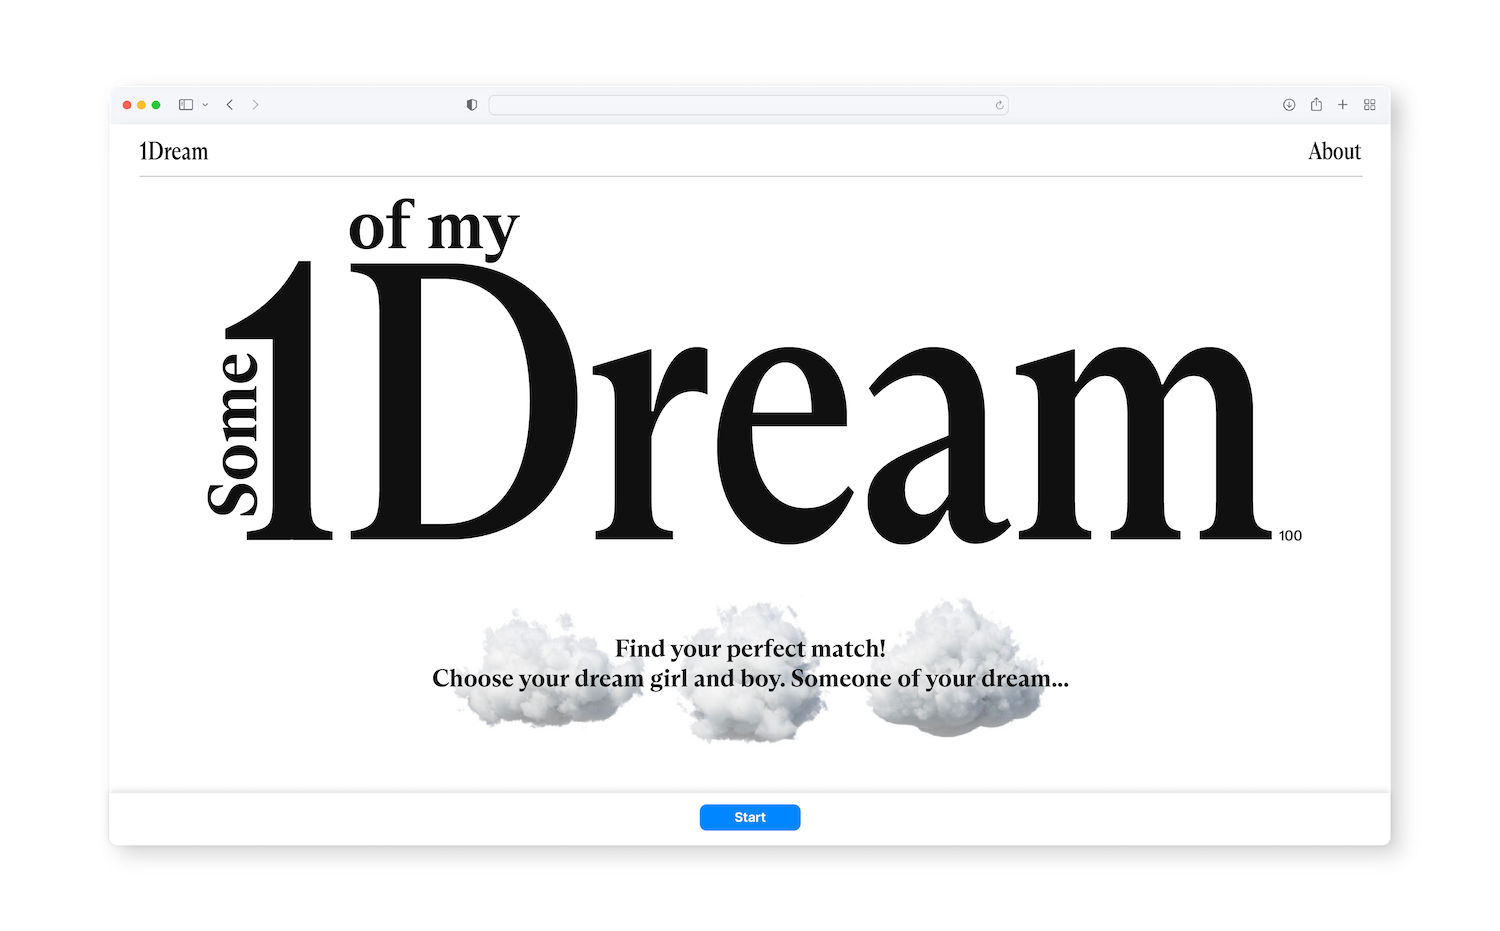 1Dream
About
of my
Some
1Dream
100
Find your perfect match!
Choose your dream girl and boy. Someone of your dream...
Start